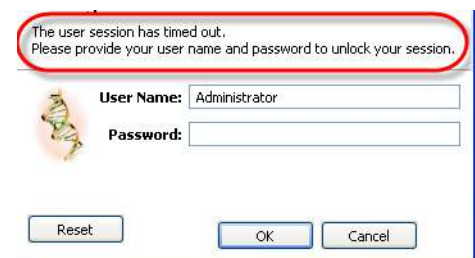 The user session has timed out.
Please provide your user name and password to unlock your session.
User Name: Administrator
Password:
Reset OK Cancel